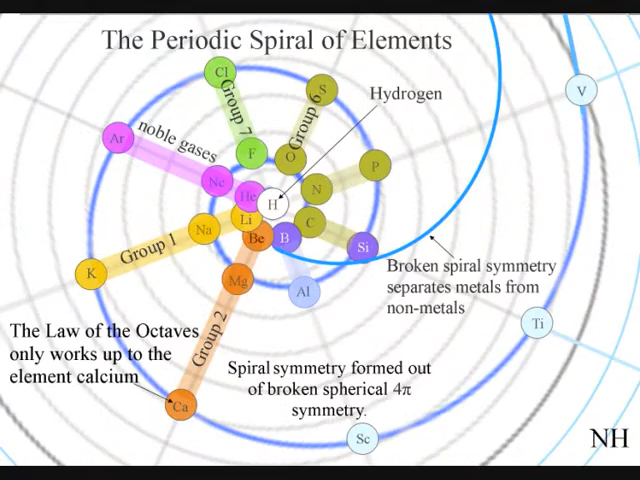 The Periodic Spiral of Elements
Cl
S
V
Hydrogen
Group 7
Group 6
Ar
noble gases
F
O
P
Ne
N
He
H
Li
C
Na
Be
B
Si
Group 1
K
Mg
Al
Broken spiral symmetry
separates metals from
non-metals
Group 2
Ti
The Law of the Octaves
only works up to the
element calcium
Spiral symmetry formed out
of broken spherical 4π
symmetry.
Ca
Sc
NH